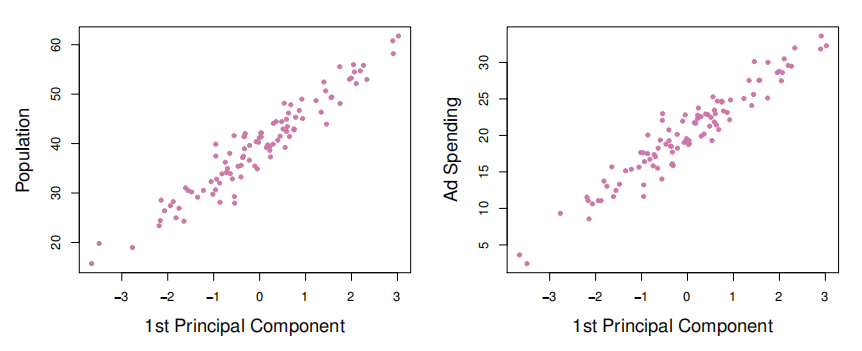 Population
20
30
40
50
60
−3 −2 −1 0 1 2 3
1st Principal Component
Ad Spending
5
10
15
20
25
30
−3 −2 −1 0 1 2 3
1st Principal Component